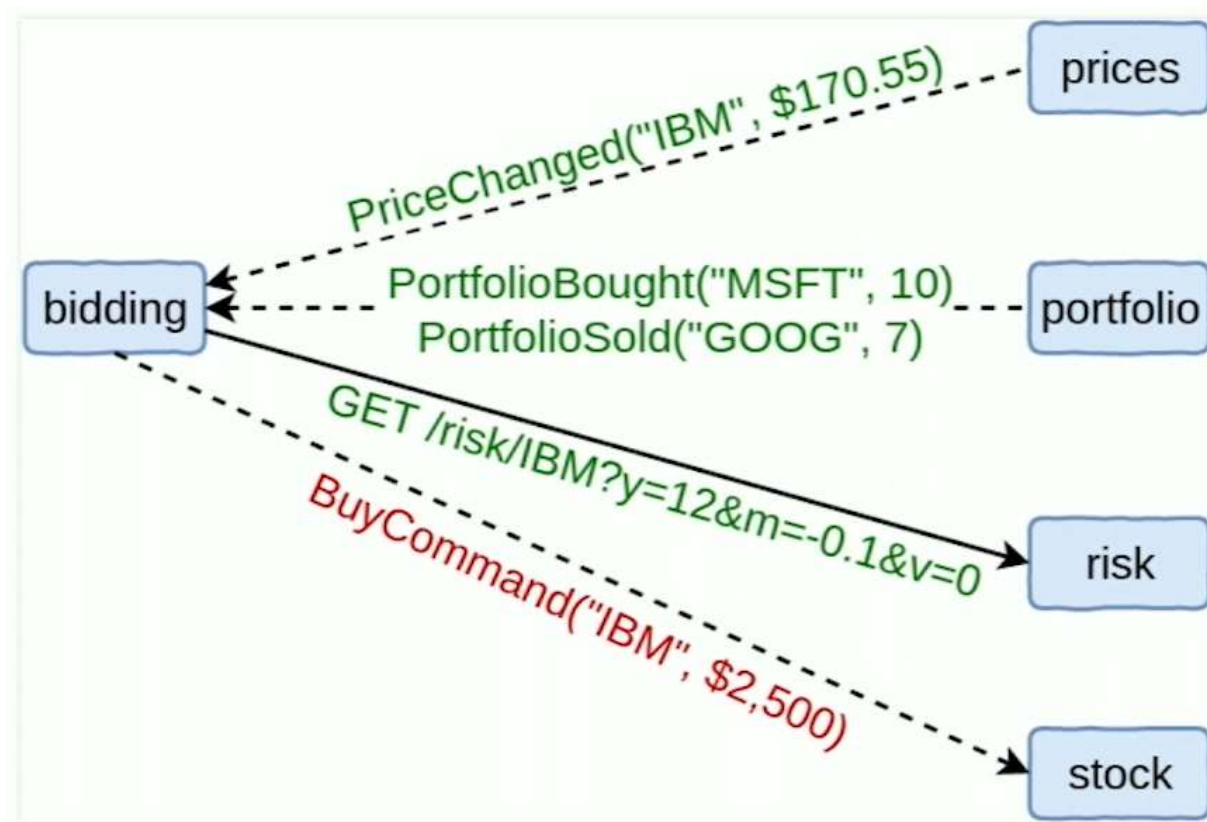 prices
PriceChanged("IBM", $170.55)
bidding
PortfolioBought("MSFT", 10)
PortfolioSold("GOOG", 7)
portfolio
GET /risk/IBM?y=12&m=-0.1&v=0
risk
BuyCommand("IBM", $2,500)
stock